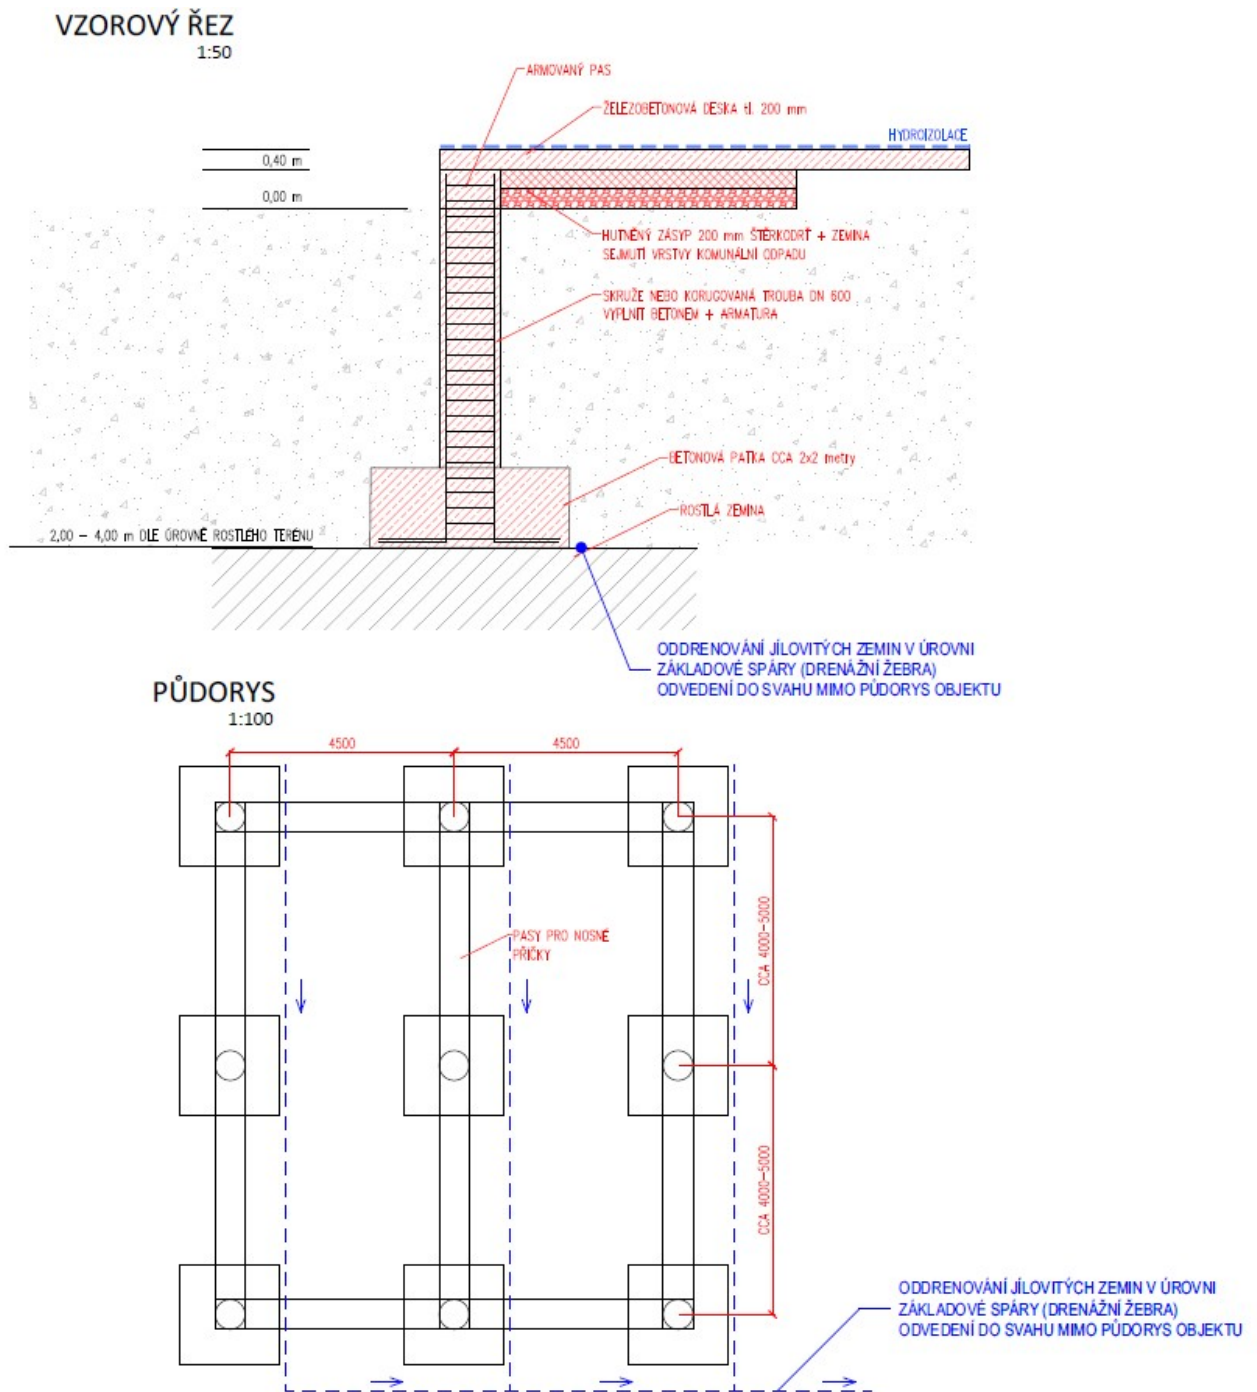 VZOROVÝ ŘEZ
1:50
ARMOVANÝ PAS
ŽELEZOBETONOVÁ DESKA tl. 200 mm
HYDROIZOLACE
0,40 m
0,00 m
HUTNĚNÝ ZÁSYP 200 mm ŠTĚRKODRŤ + ZEMINA
SEJMUTÍ VRSTVY KOMUNÁLNÍ ODPADU
SKRUŽE NEBO KORUGOVANÁ TROUBA DN 600
VYPLNIT BETONEM + ARMATURA
BETONOVÁ PATKA CCA 2x2 metry
ROSTLÁ ZEMINA
2,00 – 4,00 m DLE ÚROVNĚ ROSTLÉHO TERÉNU
ODDRENOVÁNÍ JÍLOVITÝCH ZEMIN V ÚROVNI
ZÁKLADOVÉ SPÁRY (DRENÁŽNÍ ŽEBRA)
ODVEDENÍ DO SVAHU MIMO PŮDORYS OBJEKTU
PŮDORYS
1:100
4500
4500
CCA 4000-5000
PASY PRO NOSNÉ
PŘÍČKY
CCA 4000-5000
ODDRENOVÁNÍ JÍLOVITÝCH ZEMIN V ÚROVNI
ZÁKLADOVÉ SPÁRY (DRENÁŽNÍ ŽEBRA)
ODVEDENÍ DO SVAHU MIMO PŮDORYS OBJEKTU